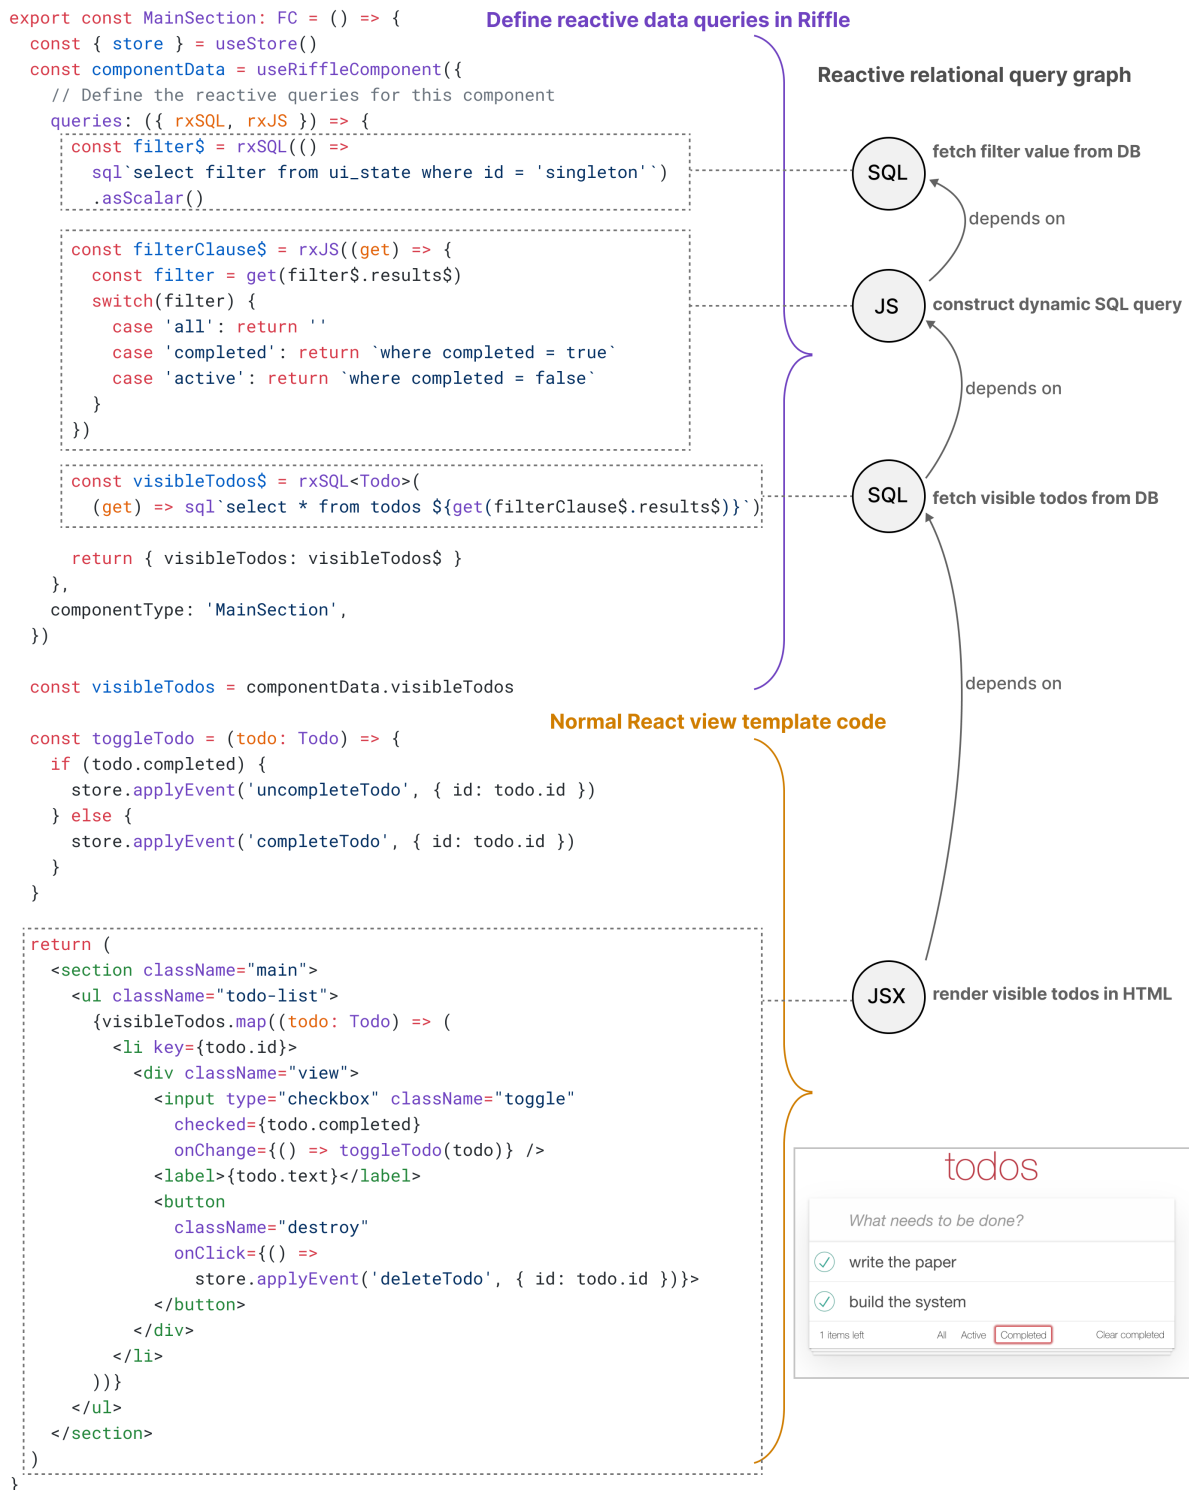 export const MainSection: FC = () => {
Define reactive data queries in Riffle
  const { store } = useStore()
  const componentData = useRiffleComponent({
Reactive relational query graph
    // Define the reactive queries for this component
    queries: ({ rxSQL, rxJS }) => {
      const filter$ = rxSQL(() =>
        sql`select filter from ui_state where id = 'singleton'`)
        .asScalar()
SQL
fetch filter value from DB
depends on
      const filterClause$ = rxJS((get) => {
        const filter = get(filter$.results$)
        switch(filter) {
          case 'all': return ''
          case 'completed': return `where completed = true`
          case 'active': return `where completed = false`
        }
      })
JS
construct dynamic SQL query
depends on
      const visibleTodos$ = rxSQL<Todo>(
        (get) => sql`select * from todos ${get(filterClause$.results$)}`)
SQL
fetch visible todos from DB
      return { visibleTodos: visibleTodos$ }
    },
    componentType: 'MainSection',
  })
  const visibleTodos = componentData.visibleTodos
depends on
Normal React view template code
  const toggleTodo = (todo: Todo) => {
    if (todo.completed) {
      store.applyEvent('uncompleteTodo', { id: todo.id })
    } else {
      store.applyEvent('completeTodo', { id: todo.id })
    }
  }
  return (
    <section className="main">
      <ul className="todo-list">
        {visibleTodos.map((todo: Todo) => (
          <li key={todo.id}>
            <div className="view">
              <input type="checkbox" className="toggle"
                checked={todo.completed}
                onChange={() => toggleTodo(todo)} />
              <label>{todo.text}</label>
              <button
                className="destroy"
                onClick={() =>
                  store.applyEvent('deleteTodo', { id: todo.id })}>
              </button>
            </div>
          </li>
        ))}
      </ul>
    </section>
  )
}
JSX
render visible todos in HTML
todos
What needs to be done?
write the paper
build the system
1 items left All Active Completed Clear completed